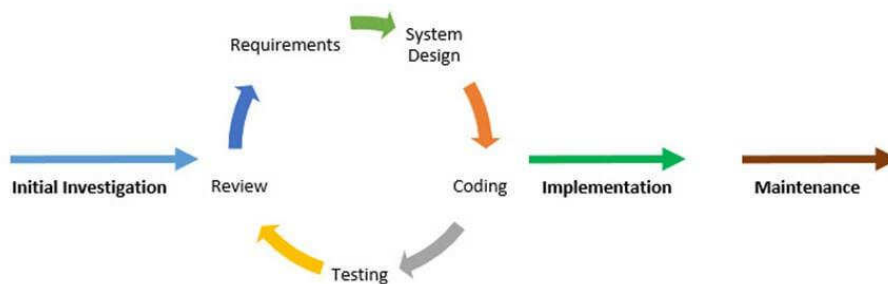 Requirements
System
Design
Initial Investigation
Review
Coding
Implementation
Maintenance
Testing